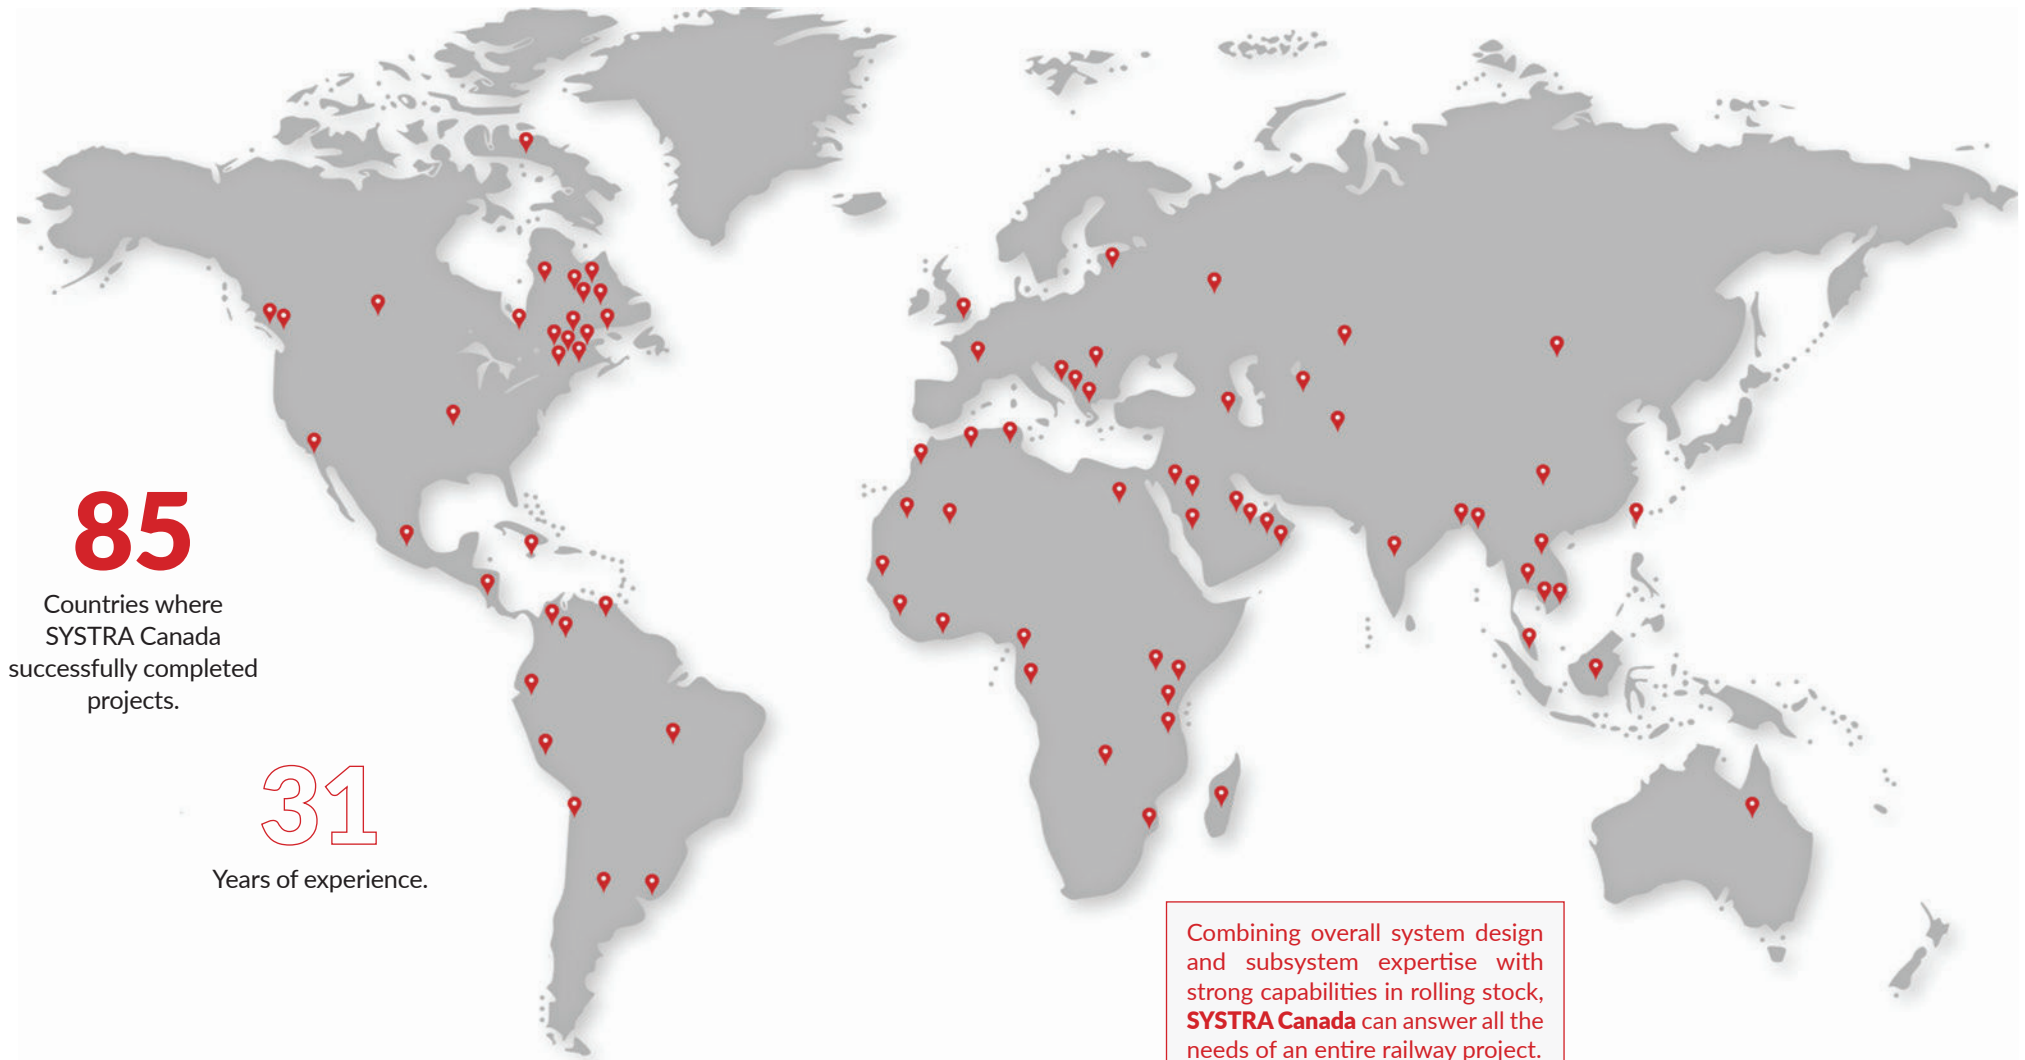 85
Countries where
SYSTRA Canada
successfully completed
projects.
31
Years of experience.
Combining overall system design
and subsystem expertise with
strong capabilities in rolling stock,
SYSTRA Canada can answer all the
needs of an entire railway project.